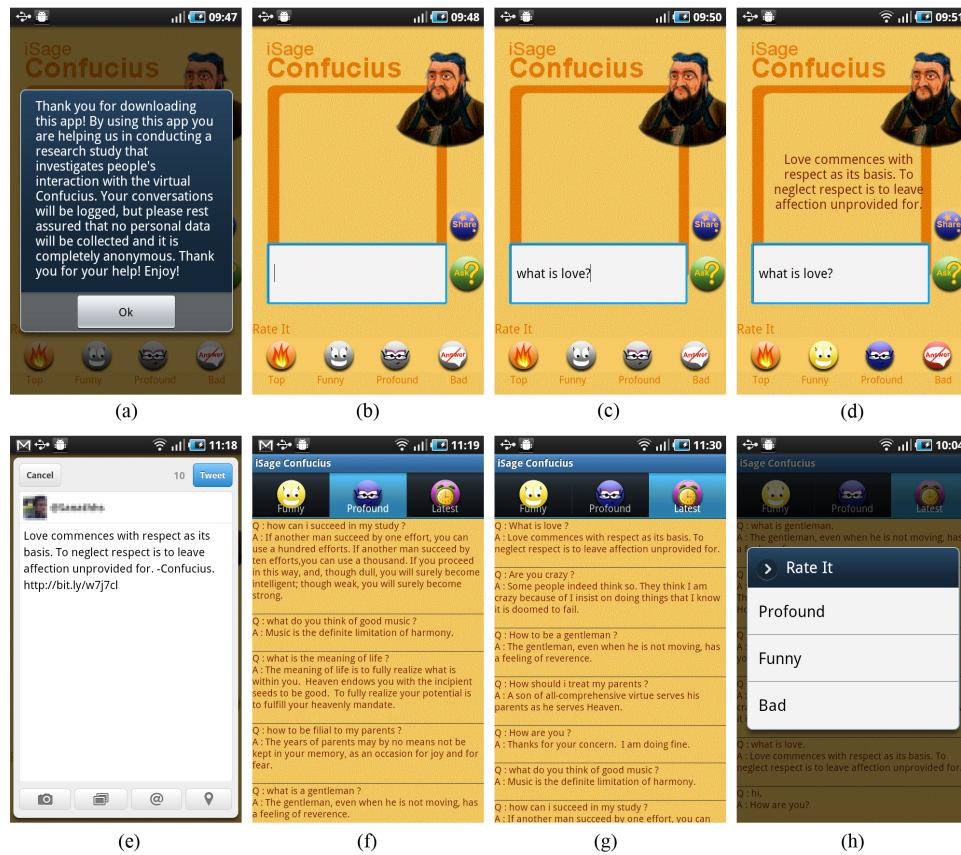 09:47
iSage
Confucius
Thank you for downloading
this app! By using this app you
are helping us in conducting a
research study that
investigates people's
interaction with the virtual
Confucius. Your conversations
will be logged, but please rest
assured that no personal data
will be collected and it is
completely anonymous. Thank
you for your help! Enjoy!
Ok
Rate It
Top Funny Profound Bad
Answer
(a)
09:48
iSage
Confucius
Share
Ask?
Rate It
Answer
Top Funny Profound Bad
(b)
09:50
iSage
Confucius
Share
what is love?
Ask?
Rate It
Answer
Top Funny Profound Bad
(c)
09:51
iSage
Confucius
Love commences with
respect as its basis. To
neglect respect is to leave
affection unprovided for.
Share
what is love?
Ask?
Rate It
Answer
Top Funny Profound Bad
(d)
11:18
Cancel 10 Tweet
Love commences with respect as its
basis. To neglect respect is to leave
affection unprovided for. -Confucius.
http://bit.ly/w7j7cl
@
(e)
11:19
iSage Confucius
Funny Profound Latest
Q : how can i succeed in my study ?
A : If another man succeed by one effort, you can
use a hundred efforts. If another man succeed by
ten efforts,you can use a thousand. If you proceed
in this way, and, though dull, you will surely become
intelligent; though weak, you will surely become
strong.
Q : what do you think of good music ?
A : Music is the definite limitation of harmony.
Q : what is the meaning of life ?
A : The meaning of life is to fully realize what is
within you. Heaven endows you with the incipient
seeds to be good. To fully realize your potential is
to fulfill your heavenly mandate.
Q : how to be filial to my parents ?
A : The years of parents may by no means not be
kept in your memory, as an occasion for joy and for
fear.
Q : what is a gentleman ?
A : The gentleman, even when he is not moving, has
a feeling of reverence.
(f)
11:30
iSage Confucius
Funny Profound Latest
Q : What is love ?
A : Love commences with respect as its basis. To
neglect respect is to leave affection unprovided for.
Q : Are you crazy ?
A : Some people indeed think so. They think I am
crazy because of I insist on doing things that I know
it is doomed to fail.
Q : How to be a gentleman ?
A : The gentleman, even when he is not moving, has
a feeling of reverence.
Q : How should i treat my parents ?
A : A son of all-comprehensive virtue serves his
parents as he serves Heaven.
Q : How are you ?
A : Thanks for your concern. I am doing fine.
Q : what do you think of good music ?
A : Music is the definite limitation of harmony.
Q : how can i succeed in my study ?
A : If another man succeed by one effort, you can
(g)
10:04
iSage Confucius
Funny Profound Latest
Q : what is gentleman.
A : The gentleman, even when he is not moving, has
Rate It
Profound
Funny
Bad
Q : what is love.
A : Love commences with respect as its basis. To
neglect respect is to leave affection unprovided for.
Q : hi.
A : How are you?
(h)